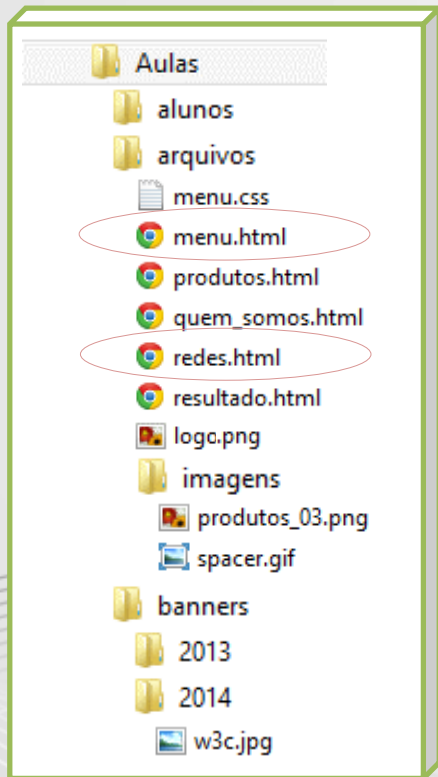 Aulas
alunos
arquivos
menu.css
menu.html
produtos.html
quem_somos.html
redes.html
resultado.html
logo.png
imagens
produtos_03.png
spacer.gif
banners
2013
2014
w3c.jpg